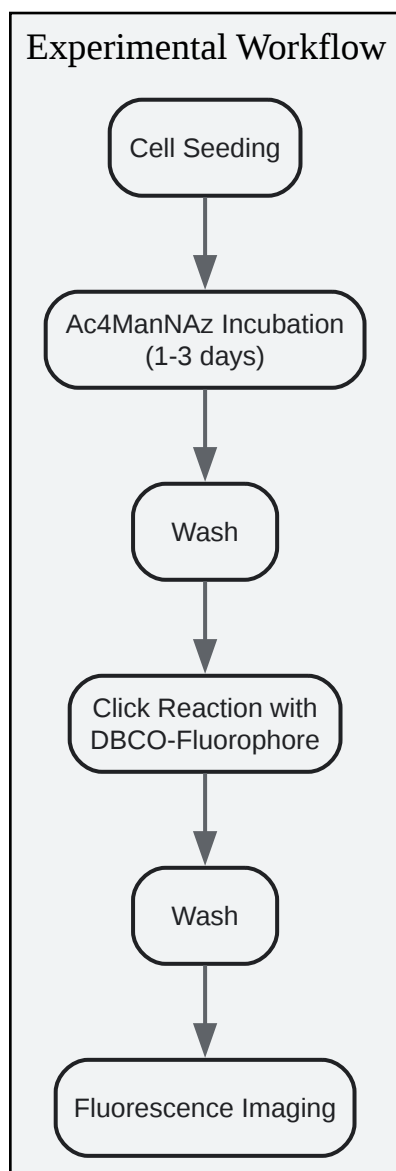 Experimental Workflow
Cell Seeding
Ac4ManNAz Incubation
(1-3 days)
Wash
Click Reaction with
DBCO-Fluorophore
Wash
Fluorescence Imaging